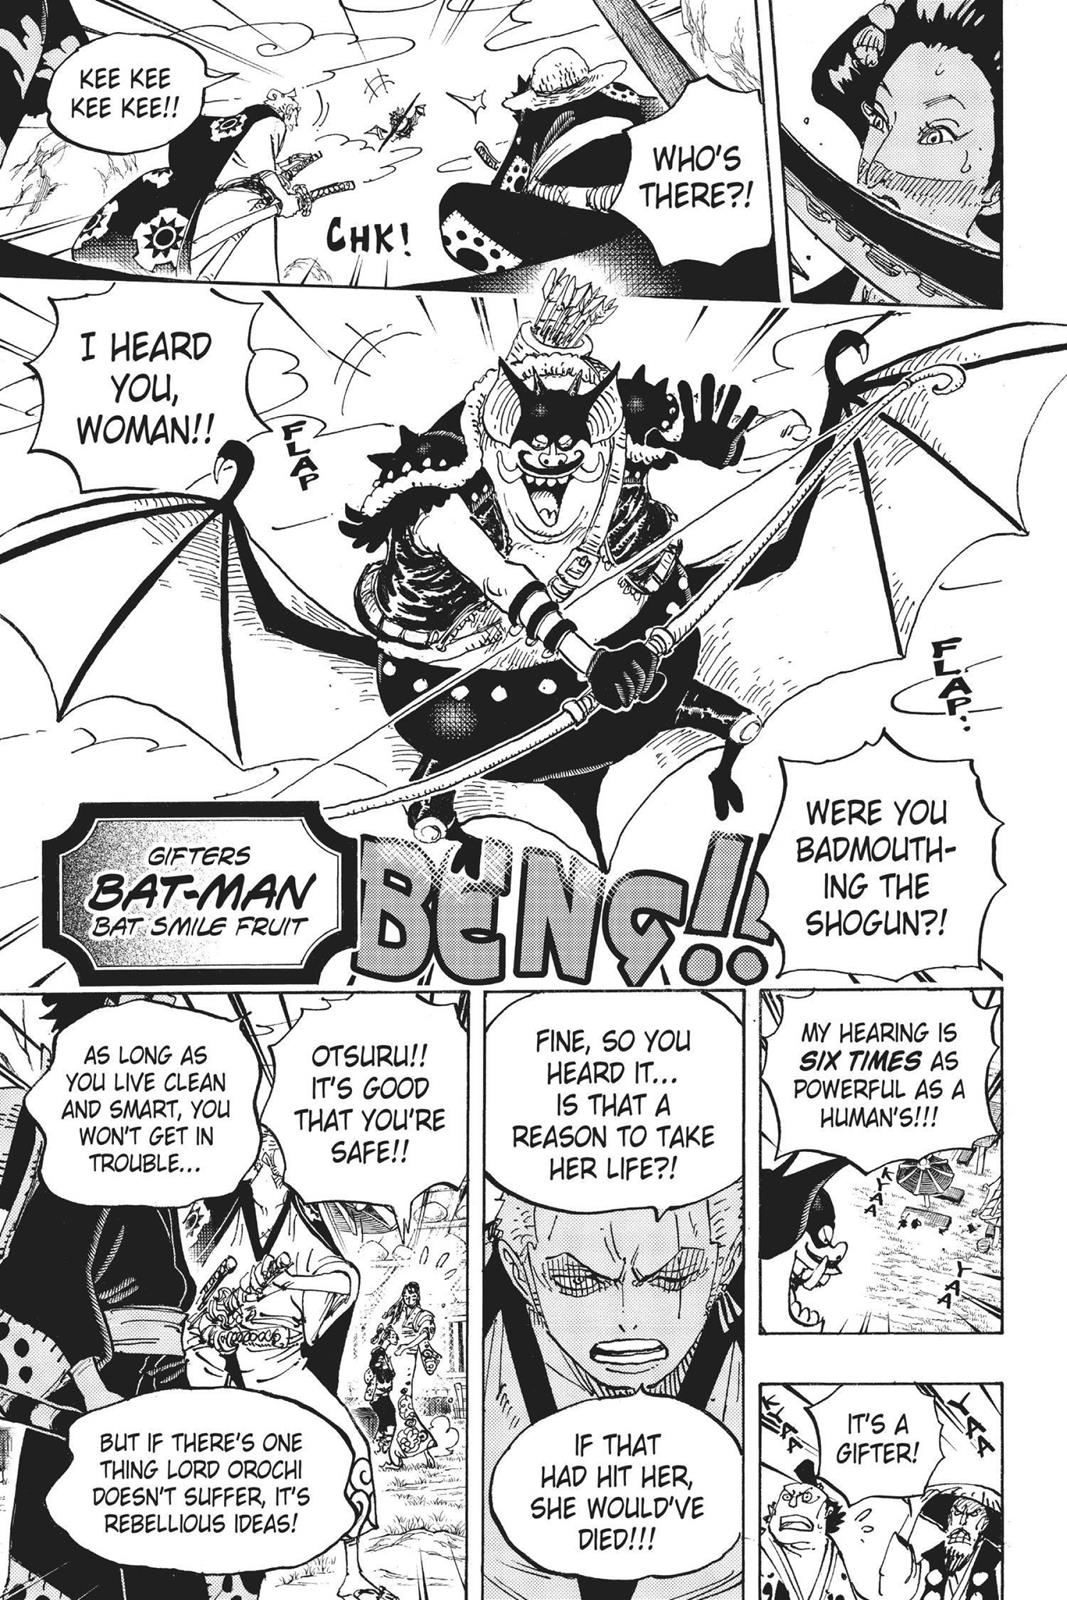 WHO'S
THERE?!
CHK!
KEE KEE
KEE KEE!!
I HEARD
YOU,
WOMAN!!
FLAP
FLAP
WERE YOU
BADMOUTH-
ING THE
SHOGUN?!
BENG!!
GIFTERS
BAT-MAN
BAT SMILE FRUIT
MY HEARING IS
SIX TIMES AS
POWERFUL AS A
HUMAN'S!!!
KYAA
YAA
IT'S A
GIFTER!
KYAA
YAA
FINE, SO YOU
HEARD IT...
IS THAT A
REASON TO TAKE
HER LIFE?!
IF THAT
HAD HIT HER,
SHE WOULD'VE
DIED!!!
OTSURU!!
IT'S GOOD
THAT YOU'RE
SAFE!!
AS LONG AS
YOU LIVE CLEAN
AND SMART, YOU
WON'T GET IN
TROUBLE...
BUT IF THERE'S ONE
THING LORD OROCHI
DOESN'T SUFFER, IT'S
REBELLIOUS IDEAS!